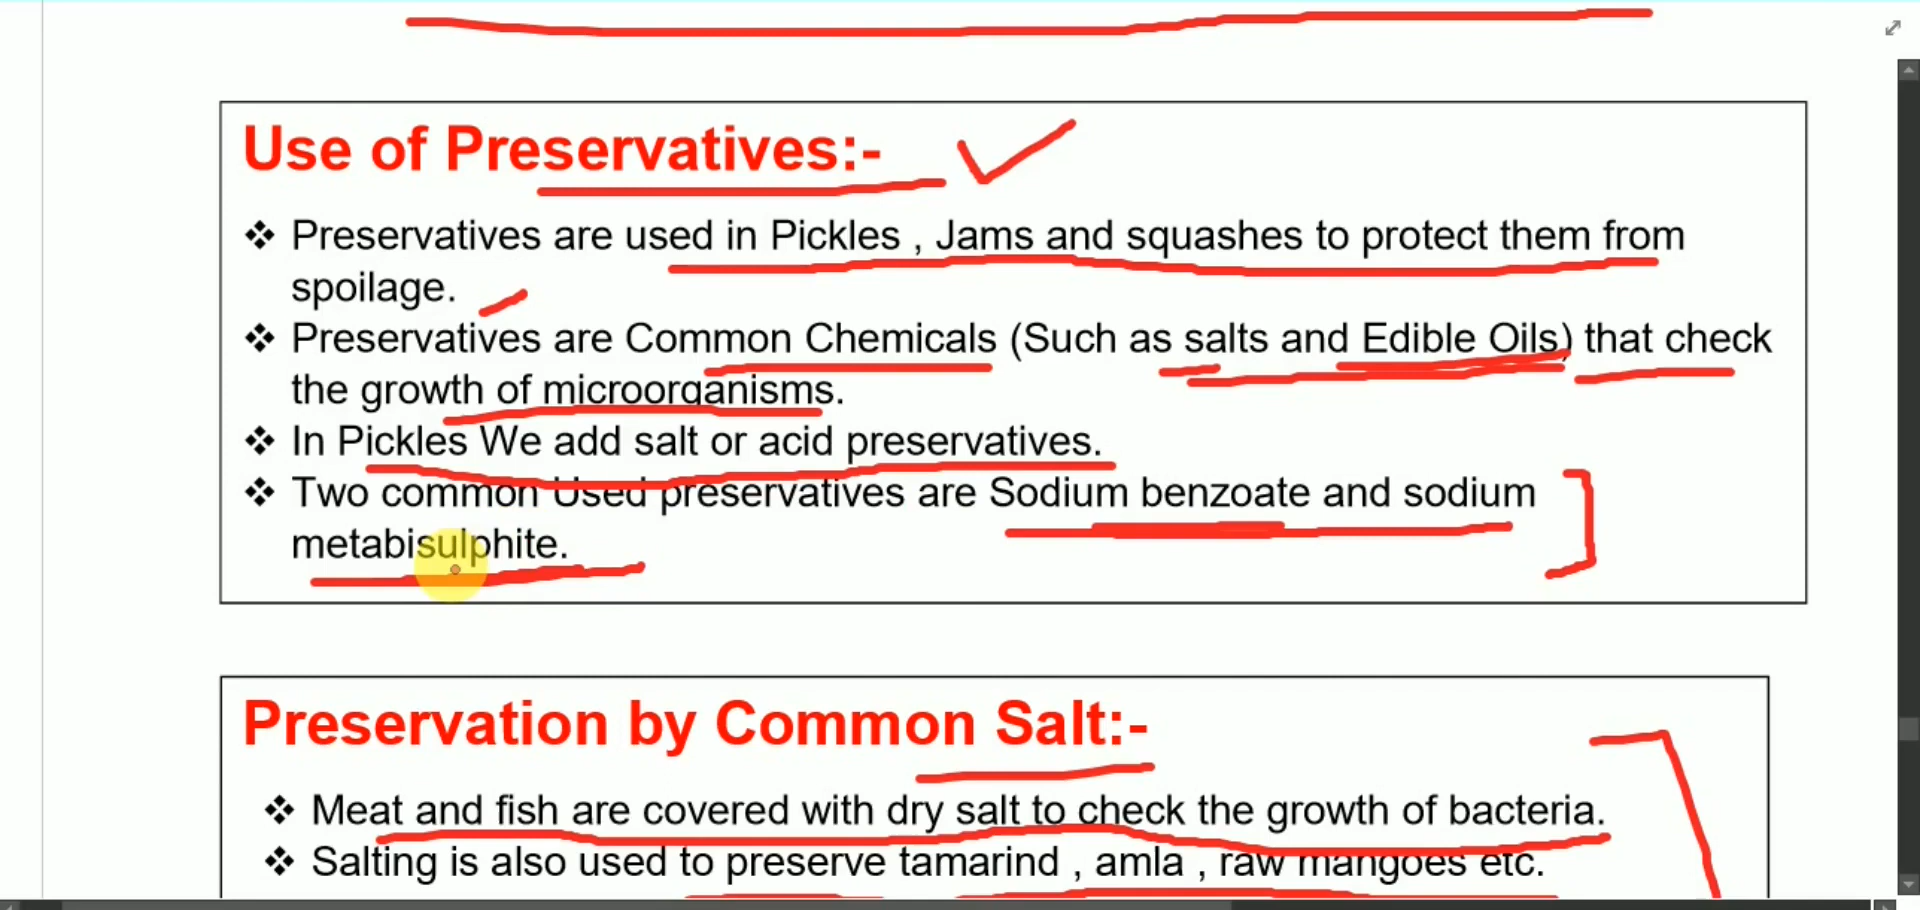 Use of Preservatives:-
❖ Preservatives are used in Pickles , Jams and squashes to protect them from
spoilage.
❖ Preservatives are Common Chemicals (Such as salts and Edible Oils) that check
the growth of microorganisms.
❖ In Pickles We add salt or acid preservatives.
❖ Two common Used preservatives are Sodium benzoate and sodium
metabisulphite.
Preservation by Common Salt:-
❖ Meat and fish are covered with dry salt to check the growth of bacteria.
❖ Salting is also used to preserve tamarind , amla , raw mangoes etc.